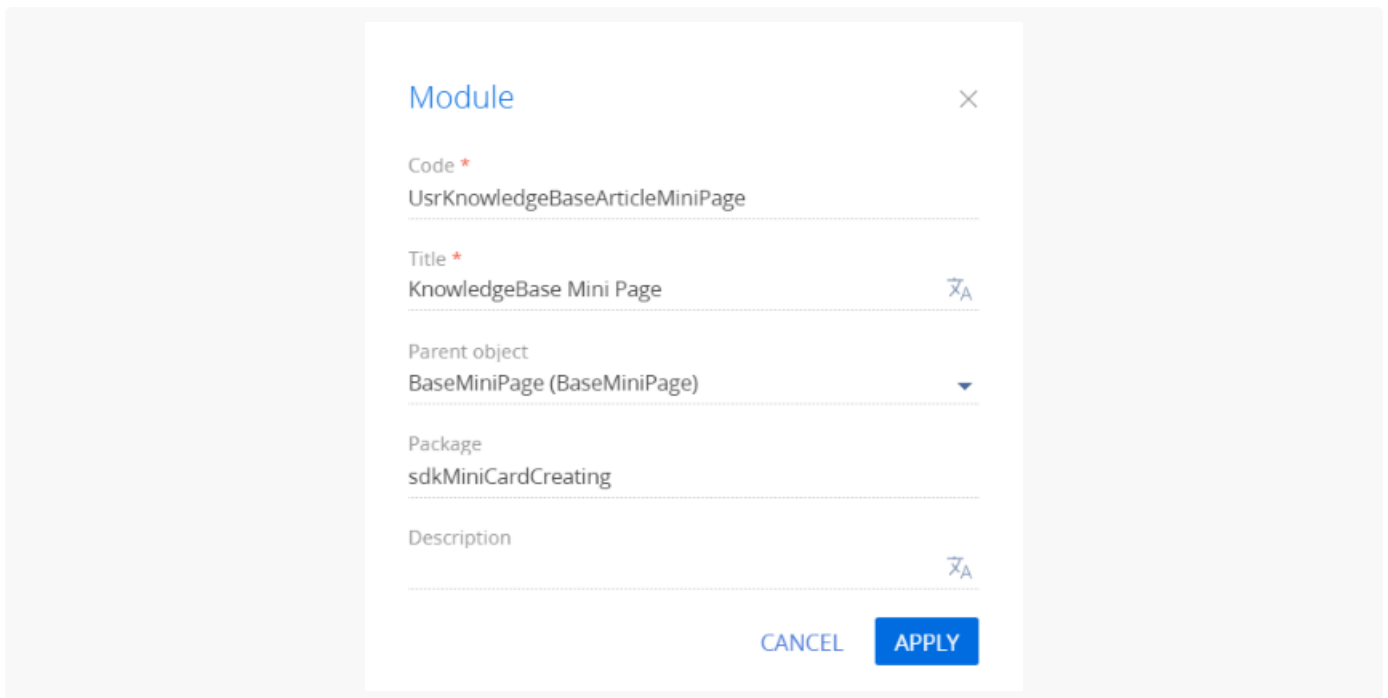 Module
Code *
UsrKnowledgeBaseArticleMiniPage
Title *
KnowledgeBase Mini Page
Parent object
BaseMiniPage (BaseMiniPage)
Package
sdkMiniCardCreating
Description
CANCEL APPLY